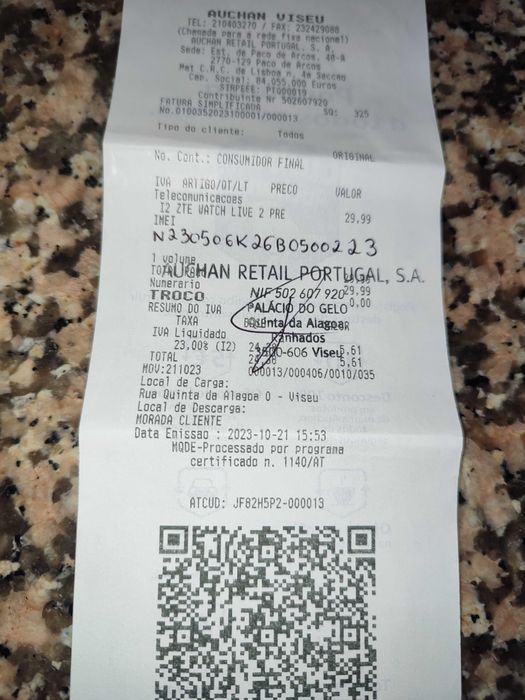 AUCHAN VISEU
TEL: 210403270 / FAX: 232429088
(Chamada para a rede fixa nacional)
AUCHAN RETAIL PORTUGAL, S. A.
Sede: Est. de Paco de Arcos, 40-A
2770-129 Paco de Arcos
Mat C.R.C. de Lisboa n. 4a Seccao
Cap. Social: 84.055.000 Euros
SIRPEEE: PT000019
Contribuinte Nr 502607920
FATURA SIMPLIFICADA SQ: 325
No.0100352023100001/000013
Tipo do cliente: Todos
ORIGINAL
No. Cont.: CONSUMIDOR FINAL
IVA ARTIGO/QT/LT PRECO VALOR
Telecomunicacoes
I2 ZTE WATCH LIVE 2 PRE 29.99
IMEI
N230506K26B0500223
1 volume
AUCHAN RETAIL PORTUGAL, S.A.
Numerario 29.99
NIF 502 607 920
TROCO 0.00
PALÁCIO DO GELO
RESUMO DO IVA
Quinta da Alagoa
TAXA
Ranhados
IVA Liquidado
3500-606 Viseu
23.00% (I2) 24.38 5.61
TOTAL 24.38 5.61
MOV:211023 000013/000406/0010/035
Local de Carga:
Rua Quinta da Alagoa 0 - Viseu
Local de Descarga:
MORADA CLIENTE
Data Emissao : 2023-10-21 15:53
MQDE-Processado por programa
certificado n. 1140/AT
ATCUD: JF82H5P2-000013